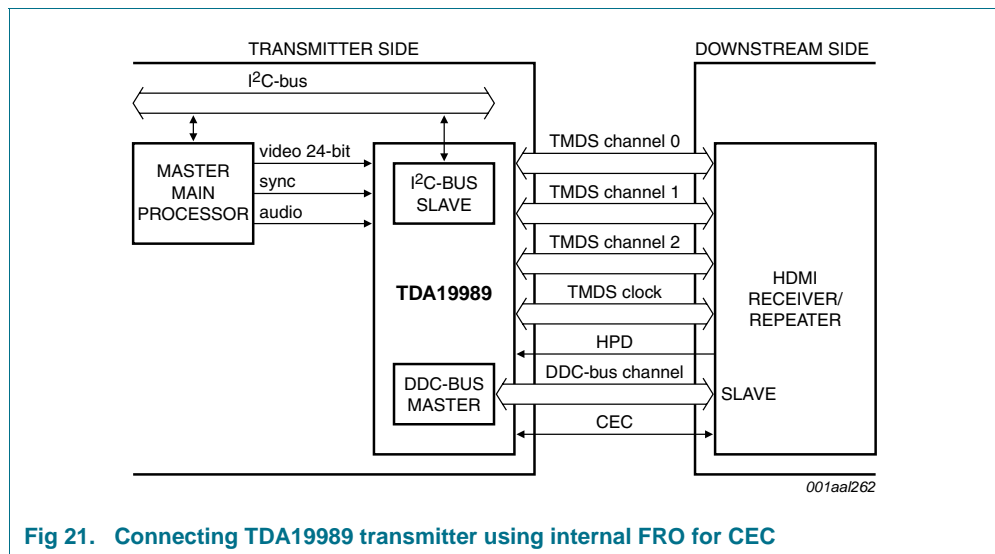 TRANSMITTER SIDE
DOWNSTREAM SIDE
I²C-bus
MASTER
MAIN
PROCESSOR
video 24-bit
sync
audio
I²C-BUS
SLAVE
TDA19989
DDC-BUS
MASTER
TMDS channel 0
TMDS channel 1
TMDS channel 2
TMDS clock
HPD
DDC-bus channel
CEC
HDMI
RECEIVER/
REPEATER
SLAVE
001aal262
Fig 21. Connecting TDA19989 transmitter using internal FRO for CEC